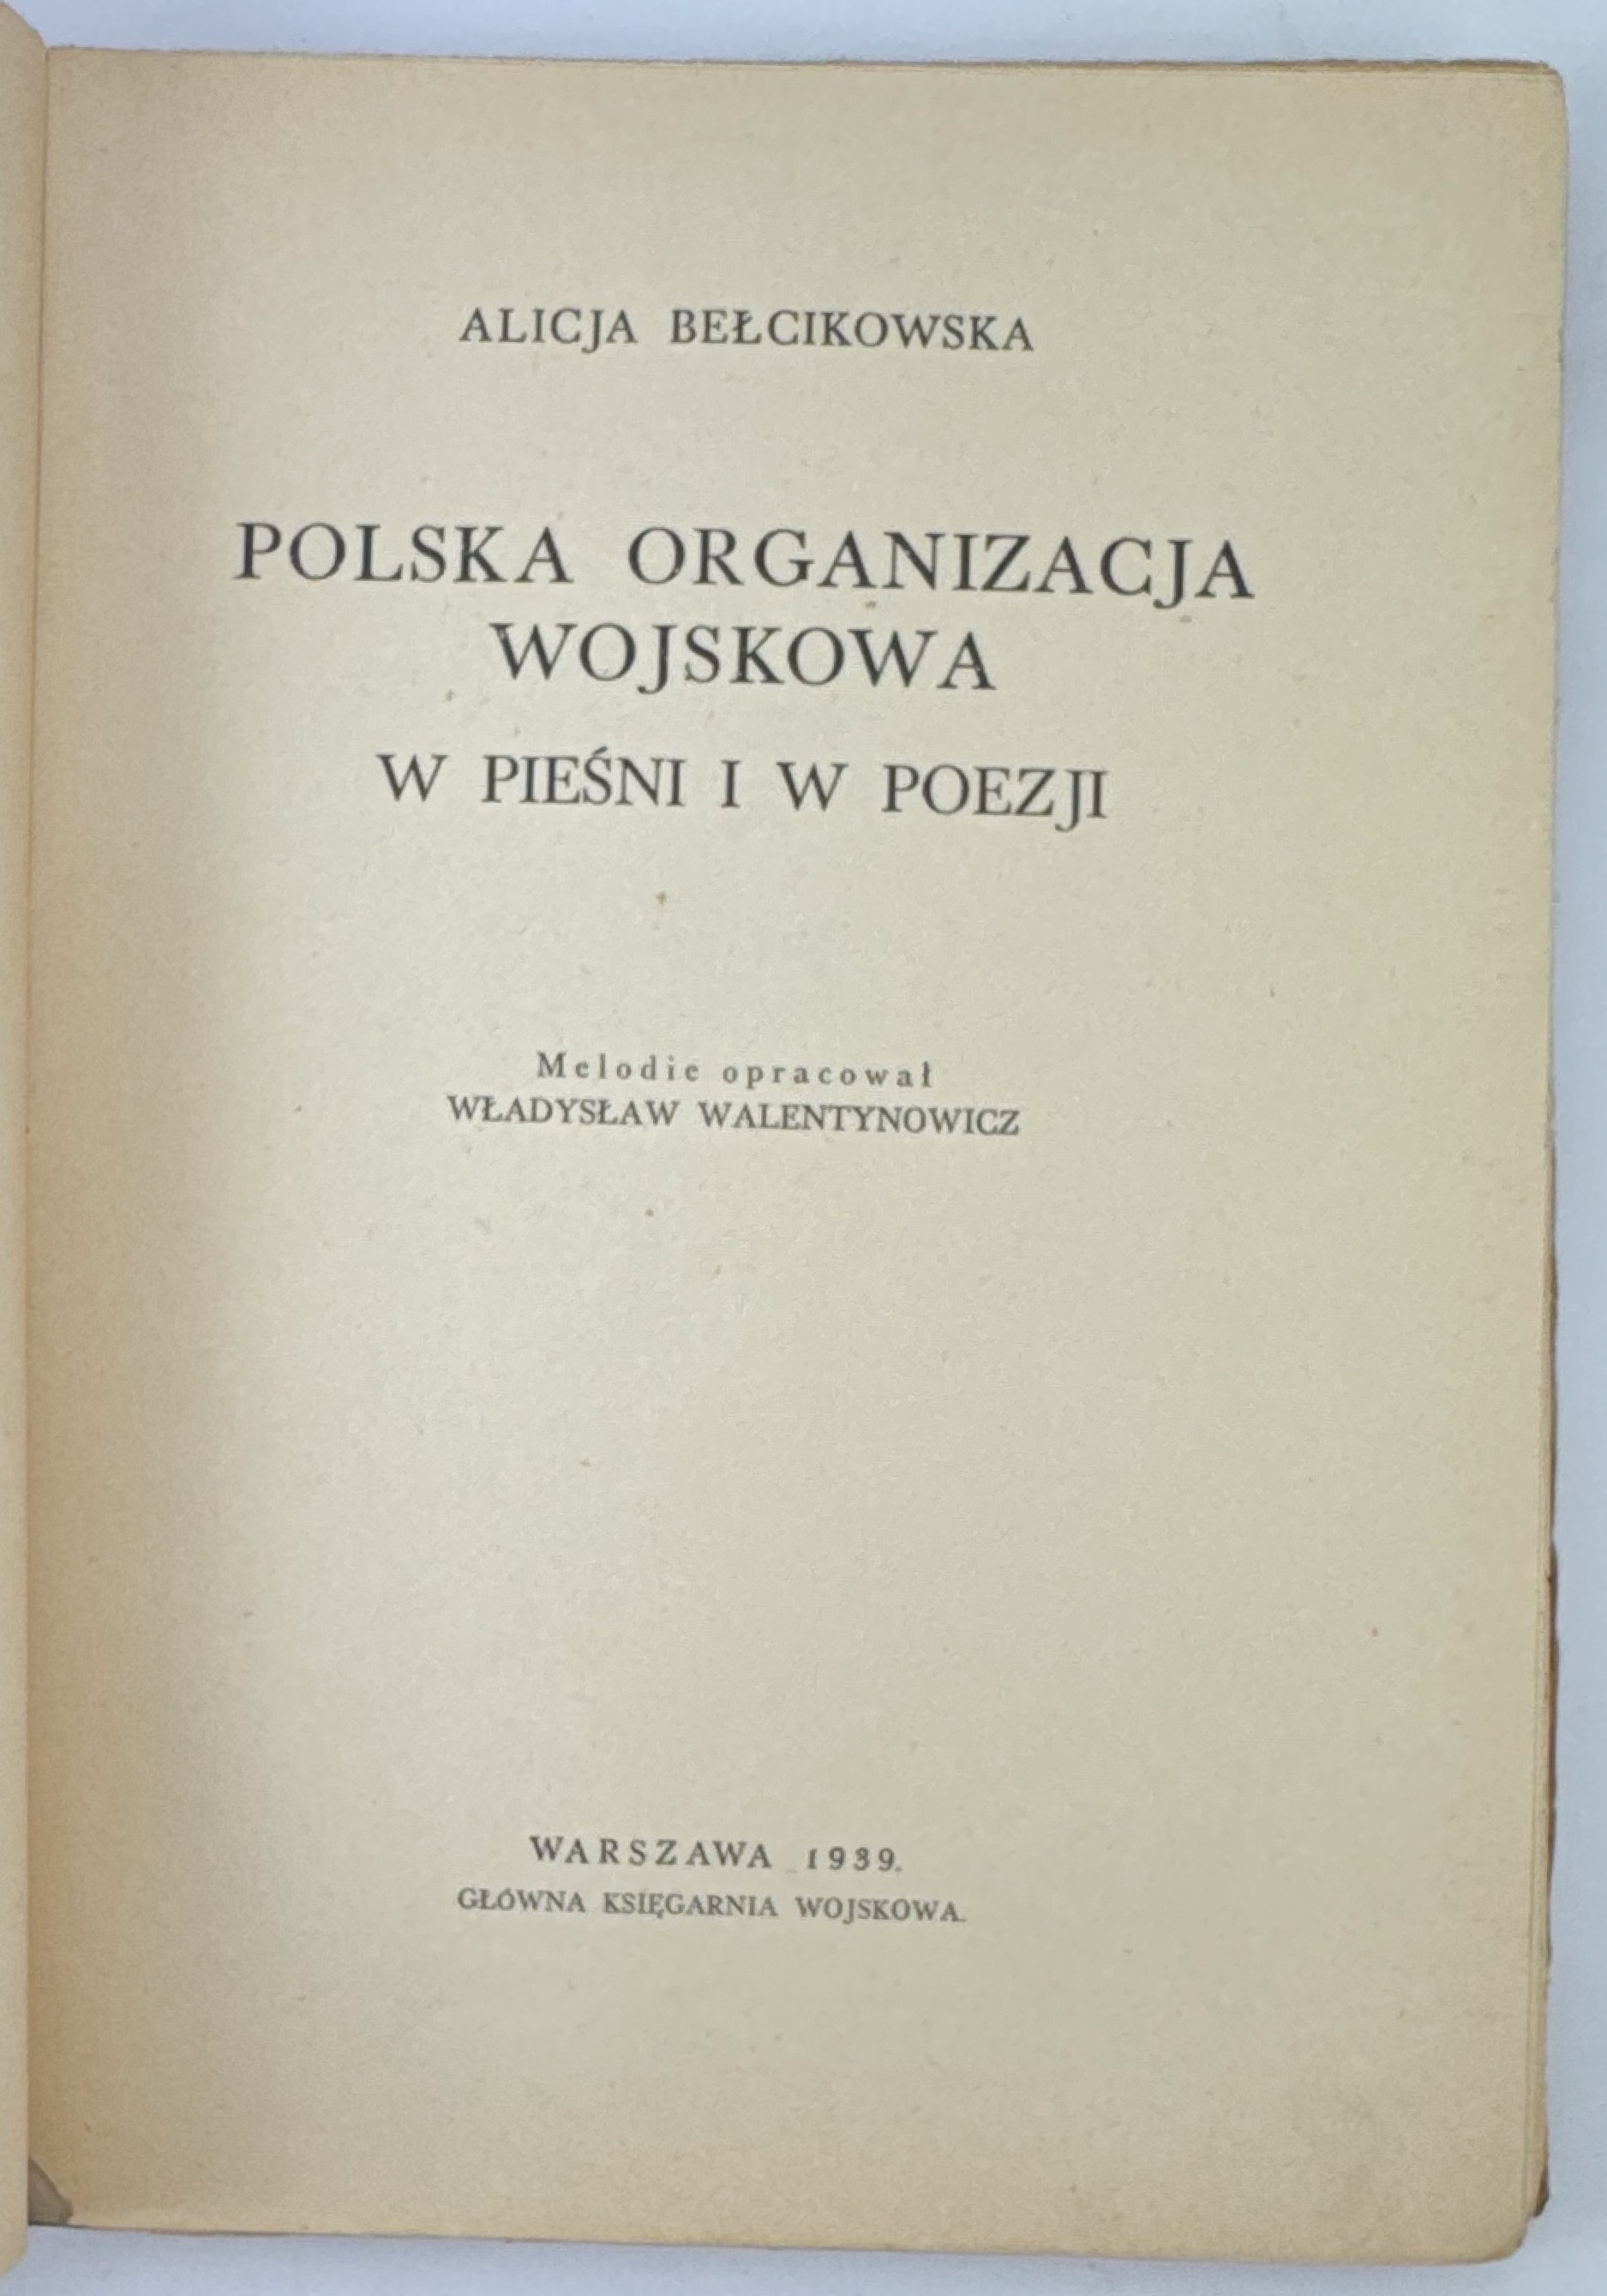 ALICJA BEŁCIKOWSKA
POLSKA ORGANIZACJA
WOJSKOWA
W PIEŚNI I W POEZJI
Melodie opracował
WŁADYSŁAW WALENTYNOWICZ
WARSZAWA 1939.
GŁÓWNA KSIĘGARNIA WOJSKOWA.